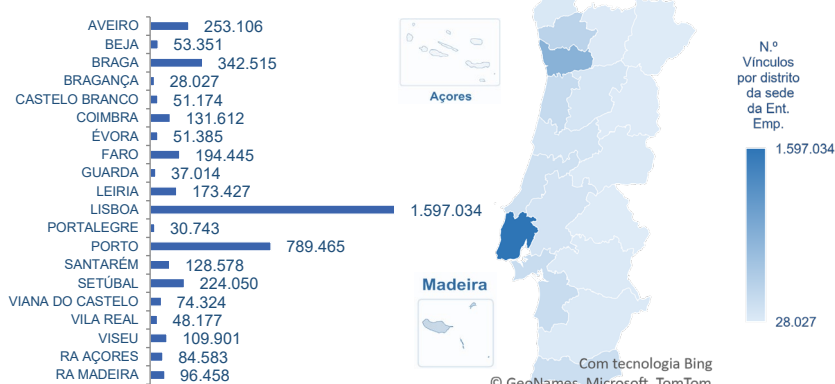 AVEIRO 253.106
BEJA 53.351
BRAGA 342.515
BRAGANÇA 28.027
CASTELO BRANCO 51.174
COIMBRA 131.612
ÉVORA 51.385
FARO 194.445
GUARDA 37.014
LEIRIA 173.427
LISBOA 1.597.034
PORTALEGRE 30.743
PORTO 789.465
SANTARÉM 128.578
SETÚBAL 224.050
VIANA DO CASTELO 74.324
VILA REAL 48.177
VISEU 109.901
RA AÇORES 84.583
RA MADEIRA 96.458
Açores
Madeira
N.º
Vínculos
por distrito
da sede
da Ent.
Emp.
1.597.034
28.027
Com tecnologia Bing
© GeoNames, Microsoft, TomTom